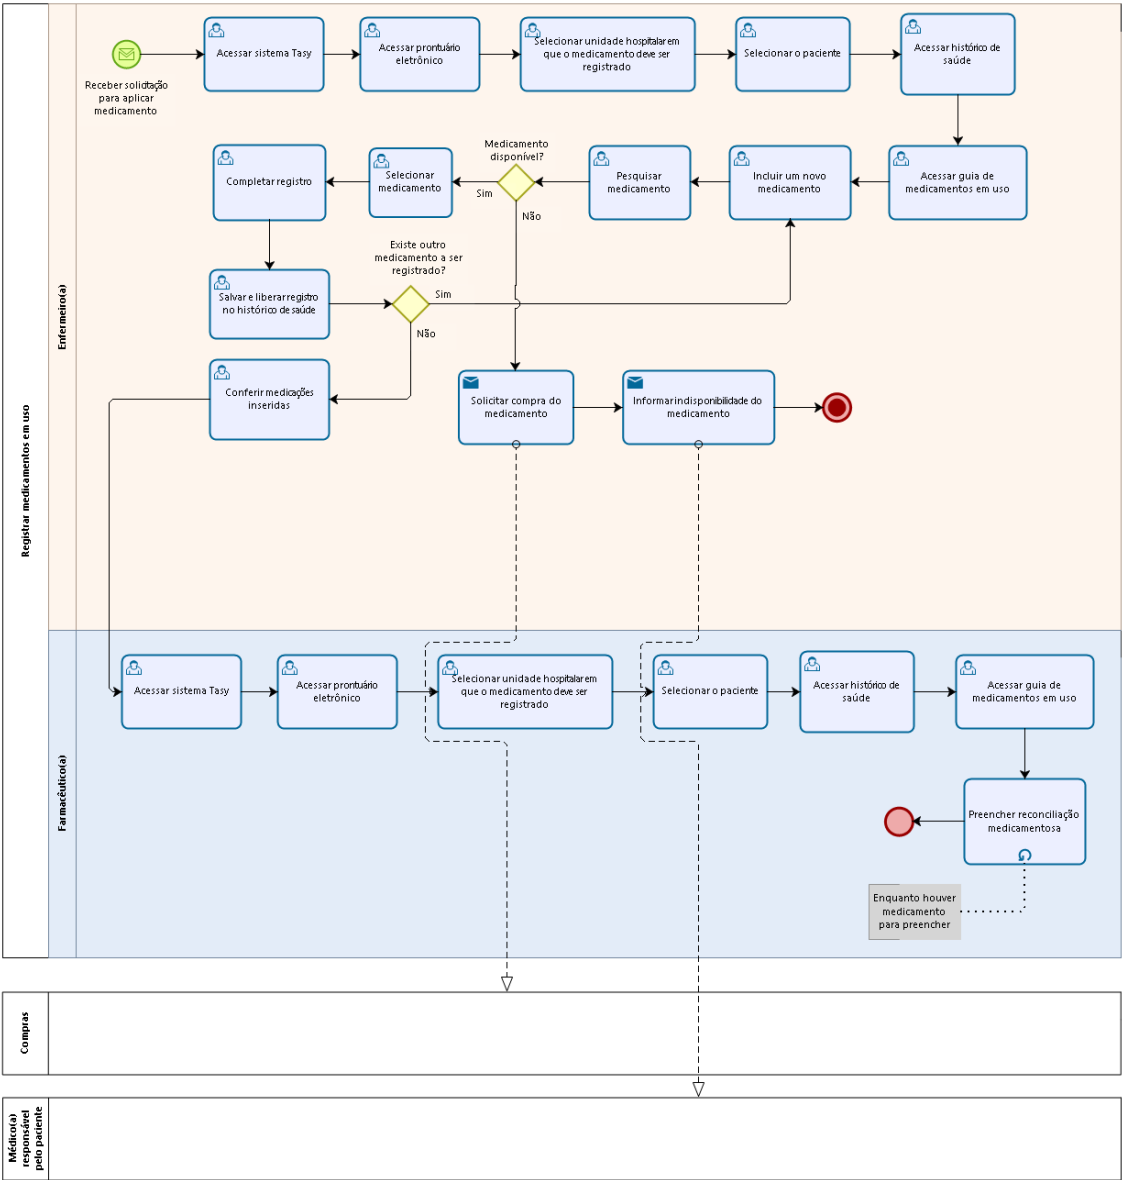 Registrar medicamentos em uso
Enfermeiro(a)
Receber solicitação
para aplicar
medicamento
Acessar sistema Tasy
Acessar prontuário
eletrônico
Selecionar unidade hospitalar em
que o medicamento deve ser
registrado
Selecionar o paciente
Acessar histórico de
saúde
Acessar guia de
medicamentos em uso
Incluir um novo
medicamento
Pesquisar
medicamento
Medicamento
disponível?
Sim
Não
Selecionar
medicamento
Completar registro
Salvar e liberar registro
no histórico de saúde
Existe outro
medicamento a ser
registrado?
Sim
Não
Conferir medicações
inseridas
Solicitar compra do
medicamento
Informar indisponibilidade do
medicamento
Farmacêutico(a)
Acessar sistema Tasy
Acessar prontuário
eletrônico
Selecionar unidade hospitalar em
que o medicamento deve ser
registrado
Selecionar o paciente
Acessar histórico de
saúde
Acessar guia de
medicamentos em uso
Preencher reconciliação
medicamentosa
Enquanto houver
medicamento
para preencher
Compras
Médico(a)
responsável
pelo paciente